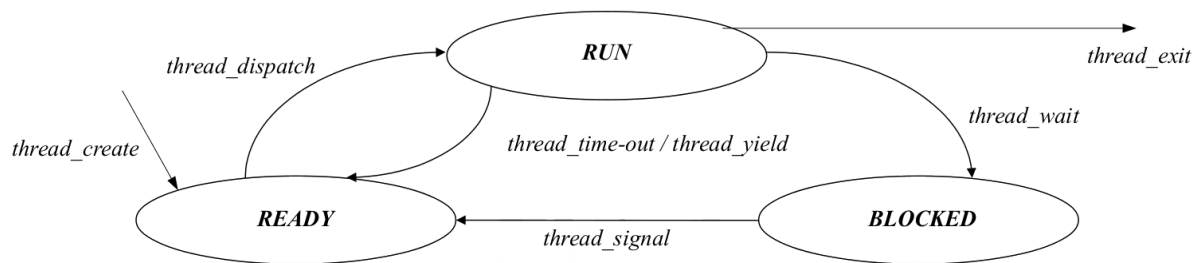 RUN
thread_exit
thread_dispatch
thread_wait
thread_create
thread_time-out / thread_yield
READY
BLOCKED
thread_signal